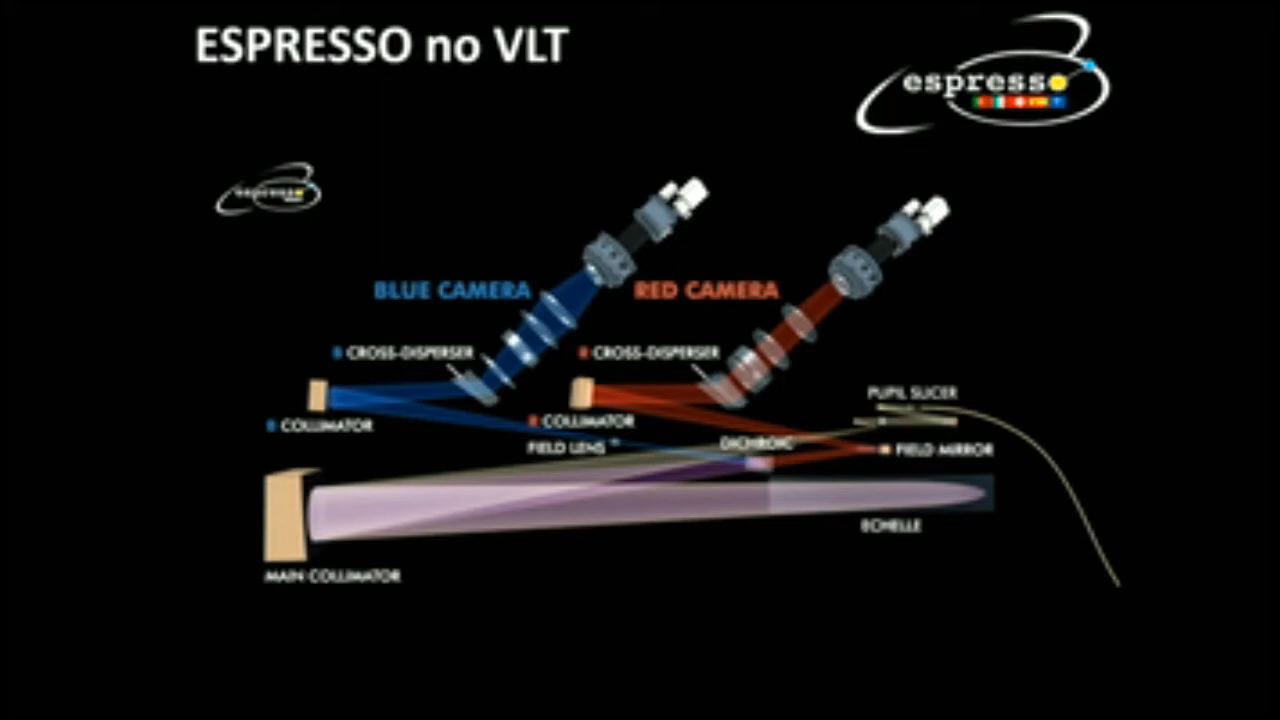 ESPRESSO no VLT
espresso
espresso
BLUE CAMERA
RED CAMERA
B CROSS-DISPERSER
R CROSS-DISPERSER
PUPIL SLICER
B COLLIMATOR
R COLLIMATOR
FIELD LENS
DICHROIC
FIELD MIRROR
ECHELLE
MAIN COLLIMATOR